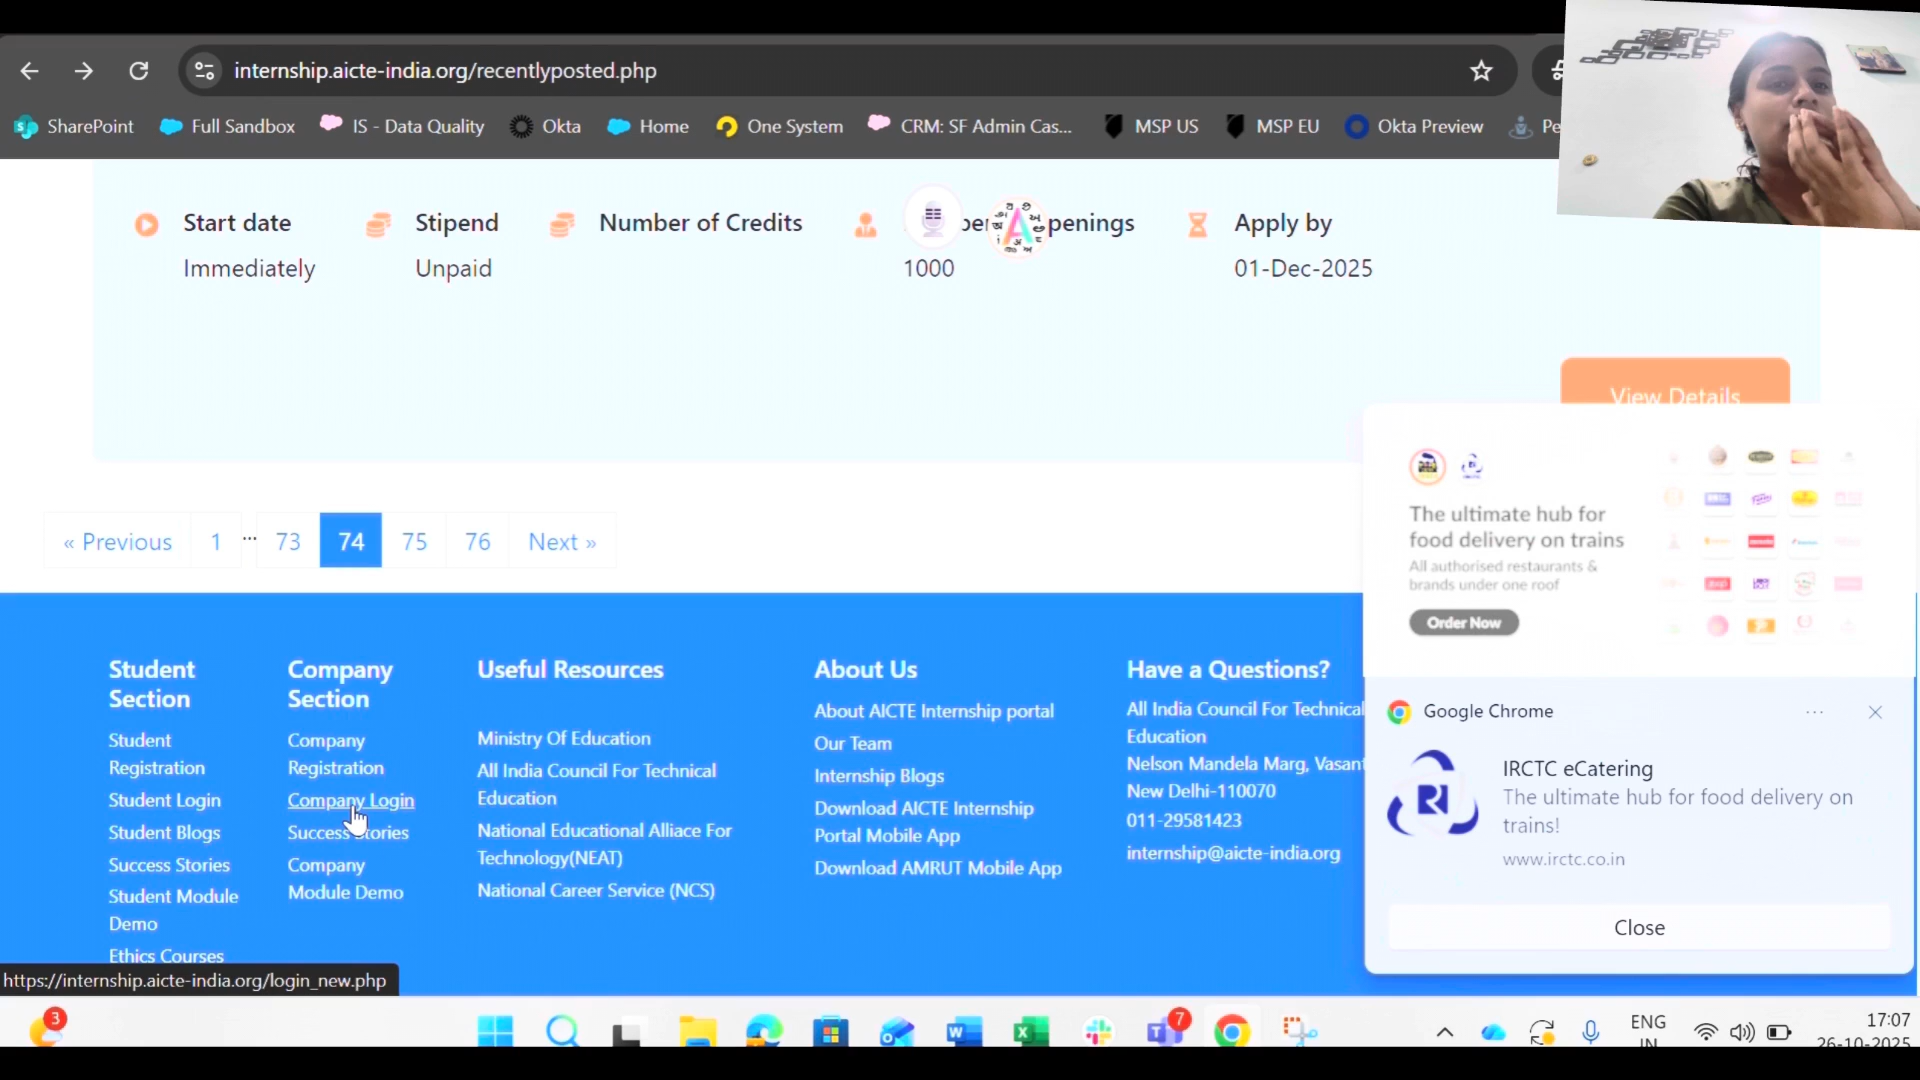 internship.aicte-india.org/recentlyposted.php
SharePoint Full Sandbox IS - Data Quality Okta Home One System CRM: SF Admin Cas... MSP US MSP EU Okta Preview
Start date Stipend Number of Credits penings Apply by
Immediately Unpaid 1000 01-Dec-2025
View Details
« Previous 1 ... 73 74 75 76 Next »
The ultimate hub for
food delivery on trains
All authorised restaurants &
brands under one roof
Order Now
Google Chrome
IRCTC eCatering
The ultimate hub for food delivery on
trains!
www.irctc.co.in
Close
Student
Section
Student
Registration
Student Login
Student Blogs
Success Stories
Student Module
Demo
Ethics Courses
Company
Section
Company
Registration
Company Login
Success Stories
Company
Module Demo
Useful Resources
Ministry Of Education
All India Council For Technical
Education
National Educational Alliace For
Technology(NEAT)
National Career Service (NCS)
About Us
About AICTE Internship portal
Our Team
Internship Blogs
Download AICTE Internship
Portal Mobile App
Download AMRUT Mobile App
Have a Questions?
All India Council For Technical
Education
Nelson Mandela Marg, Vasant
New Delhi-110070
011-29581423
internship@aicte-india.org
https://internship.aicte-india.org/login_new.php
3
7
ENG
IN
17:07
26-10-2025